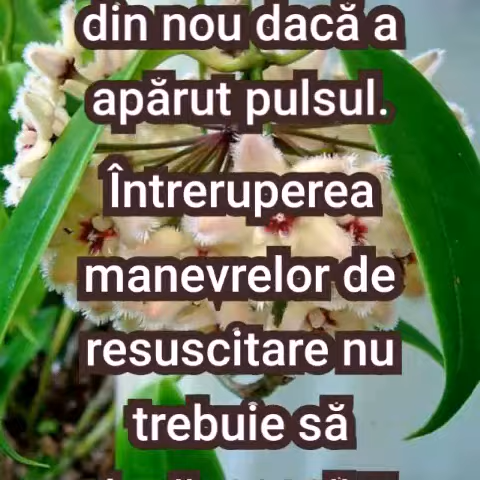 din nou dacă a
apărut pulsul.
Întreruperea
manevrelor de
resuscitare nu
trebuie să